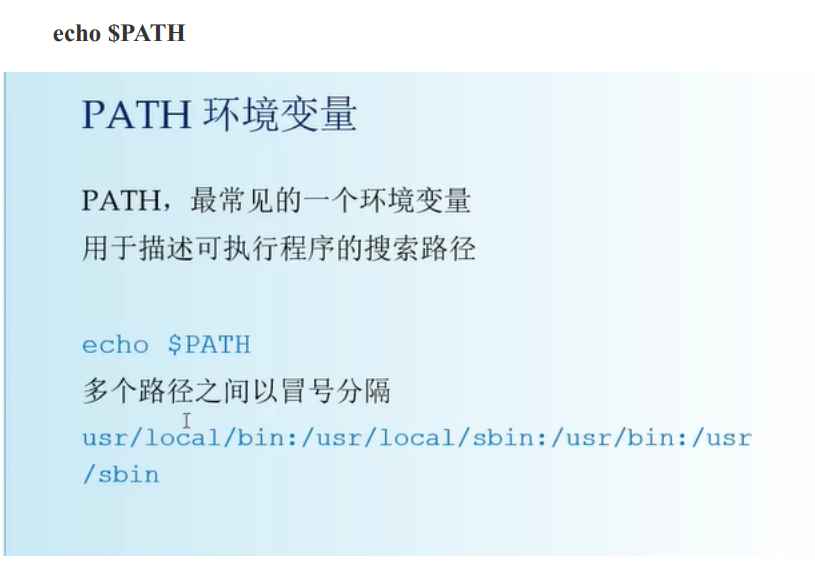 echo $PATH
PATH 环境变量
PATH，最常见的一个环境变量
用于描述可执行程序的搜索路径
echo $PATH
多个路径之间以冒号分隔
usr/local/bin:/usr/local/sbin:/usr/bin:/usr
/sbin